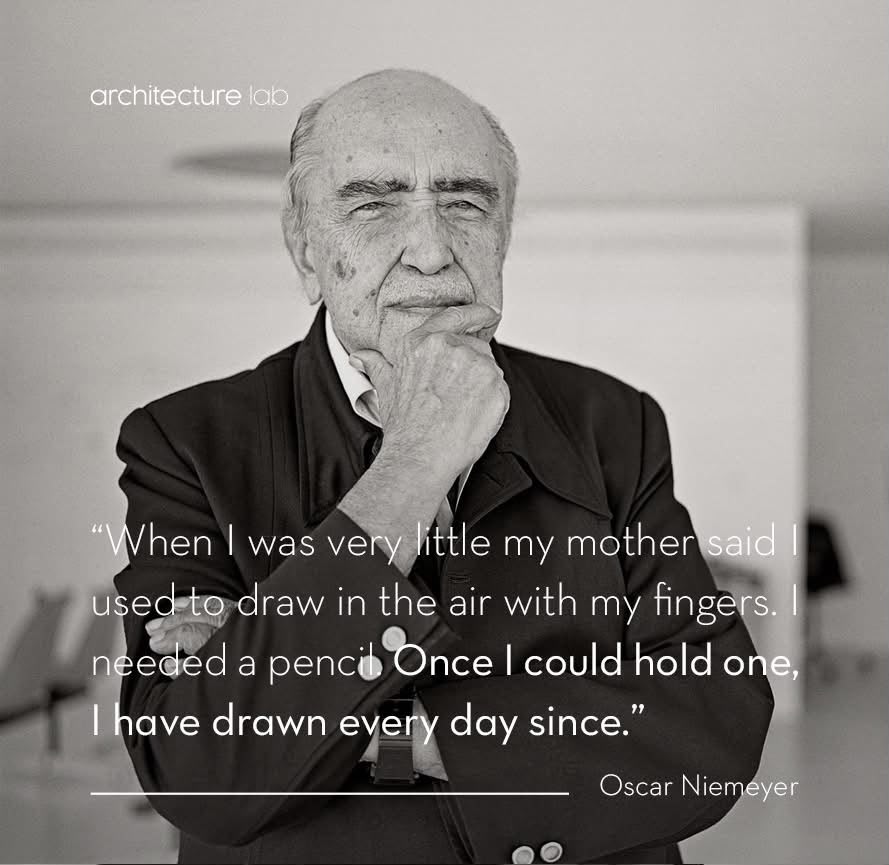 architecture lab
“When I was very little my mother said I
used to draw in the air with my fingers. I
needed a pencil. Once I could hold one,
I have drawn every day since.”
Oscar Niemeyer